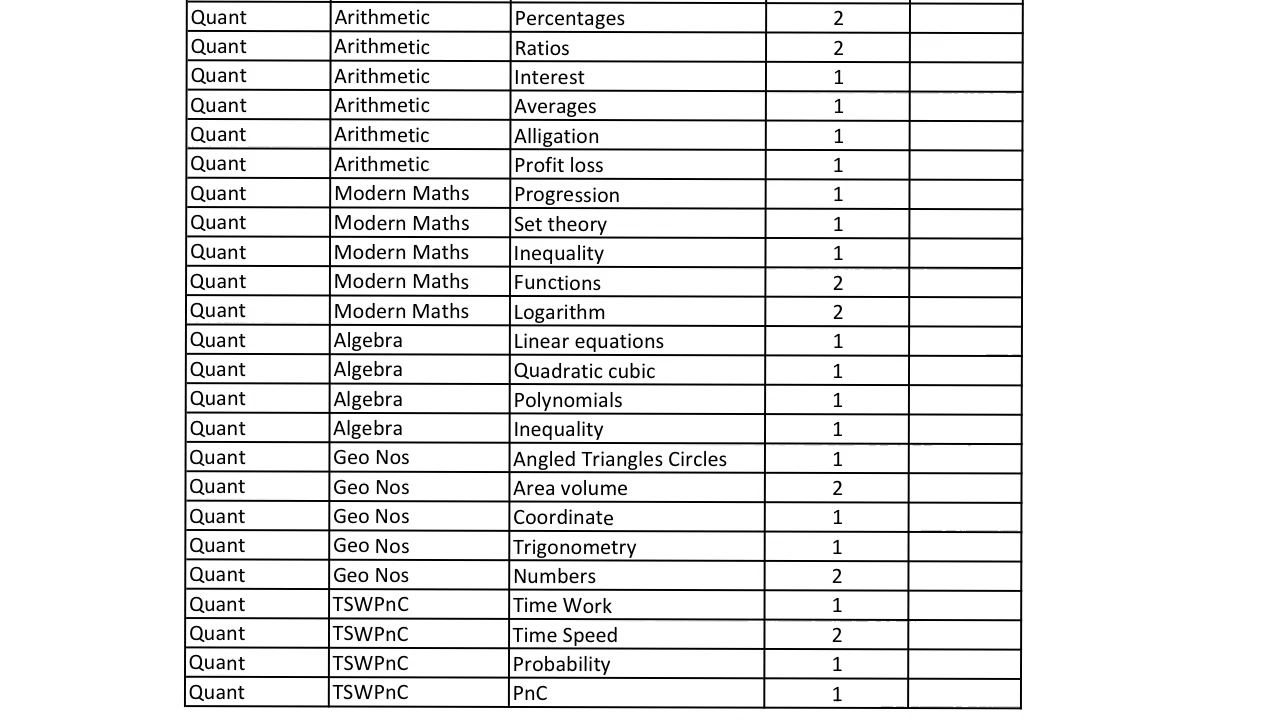 Quant Arithmetic Percentages 2
Quant Arithmetic Ratios 2
Quant Arithmetic Interest 1
Quant Arithmetic Averages 1
Quant Arithmetic Alligation 1
Quant Arithmetic Profit loss 1
Quant Modern Maths Progression 1
Quant Modern Maths Set theory 1
Quant Modern Maths Inequality 1
Quant Modern Maths Functions 2
Quant Modern Maths Logarithm 2
Quant Algebra Linear equations 1
Quant Algebra Quadratic cubic 1
Quant Algebra Polynomials 1
Quant Algebra Inequality 1
Quant Geo Nos Angled Triangles Circles 1
Quant Geo Nos Area volume 2
Quant Geo Nos Coordinate 1
Quant Geo Nos Trigonometry 1
Quant Geo Nos Numbers 2
Quant TSWPnC Time Work 1
Quant TSWPnC Time Speed 2
Quant TSWPnC Probability 1
Quant TSWPnC PnC 1